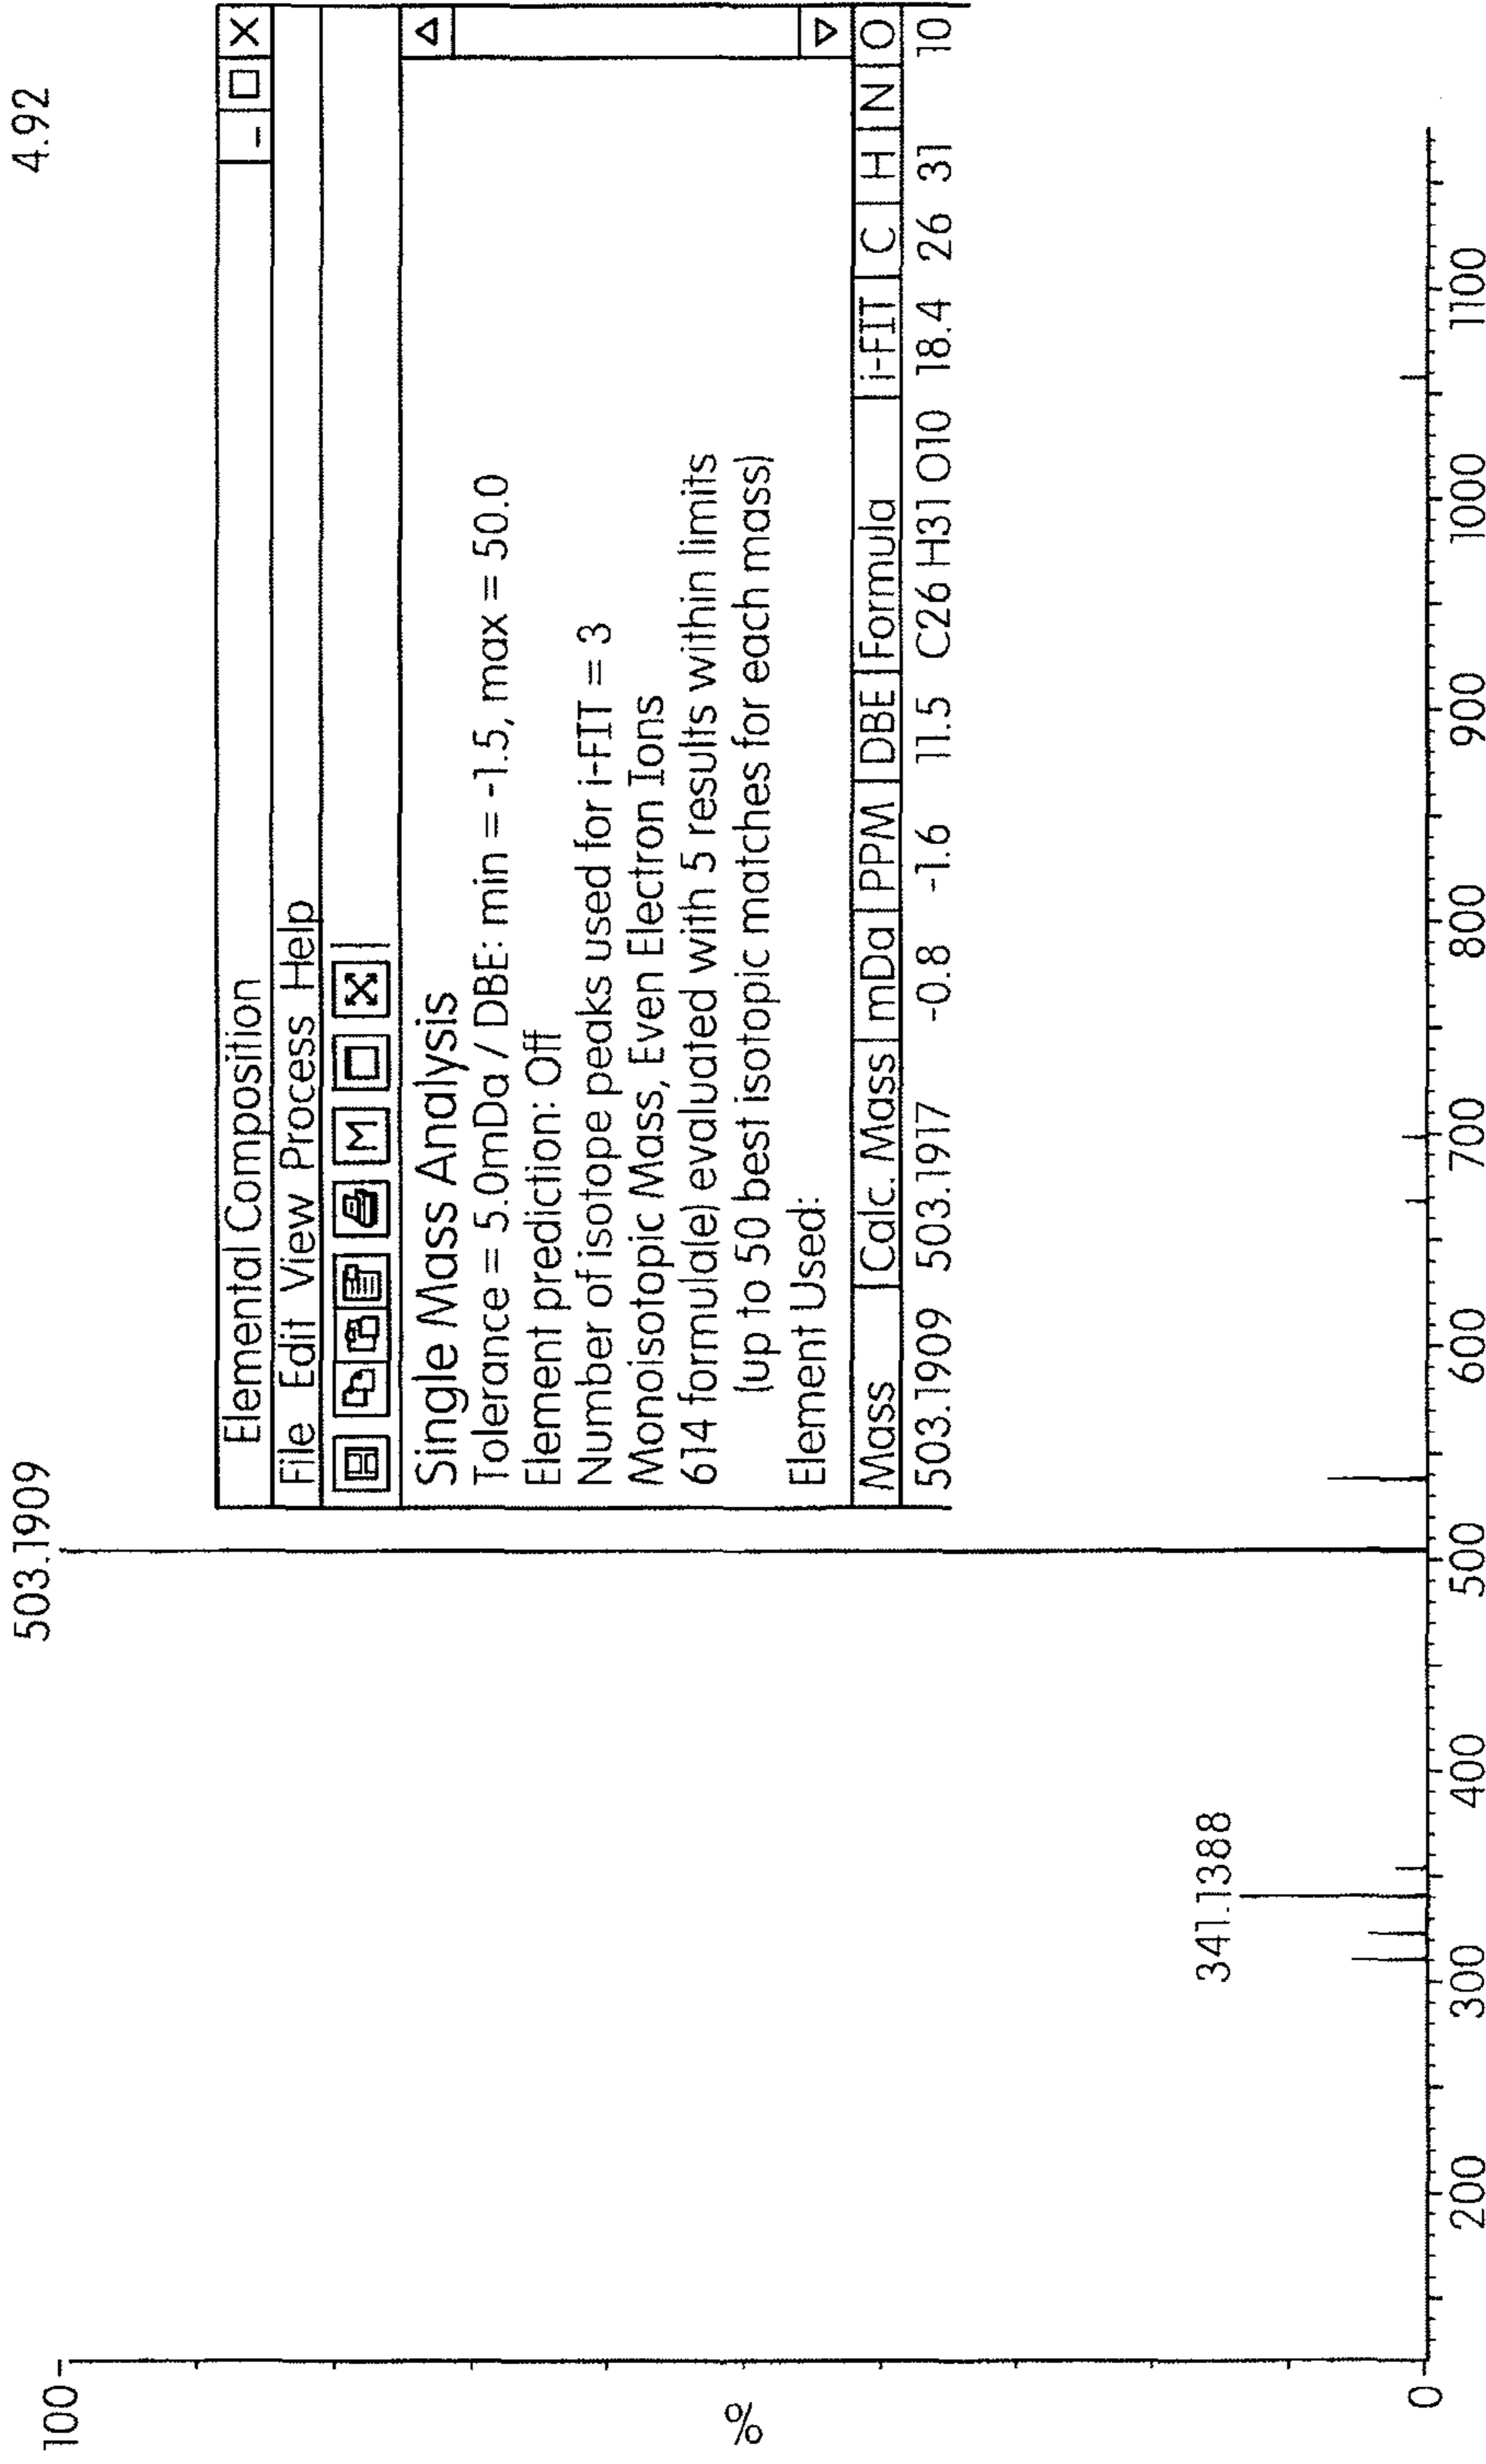 503.1909
4.92
100
%
0
341.1388
Elemental Composition
_ □ X
File Edit View Process Help
M
Single Mass Analysis
Tolerance = 5.0mDa / DBE: min = -1.5, max = 50.0
Element prediction: Off
Number of isotope peaks used for i-FIT = 3
Monoisotopic Mass, Even Electron Ions
614 formula(e) evaluated with 5 results within limits
(up to 50 best isotopic matches for each mass)
Element Used:
Mass Calc. Mass mDa PPM DBE Formula i-FIT C H N O
503.1909 503.1917 -0.8 -1.6 11.5 C26 H31 O10 18.4 26 31 10
200 300 400 500 600 700 800 900 1000 1100